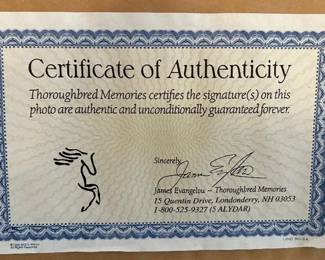 Certificate of Authenticity
Thoroughbred Memories certifies the signature(s) on this
photo are authentic and unconditionally guaranteed forever.
Sincerely,
James Evangelou – Thoroughbred Memories
15 Quentin Drive, Londonderry, NH 03053
1-800-525-9327 (S ALYDAR)